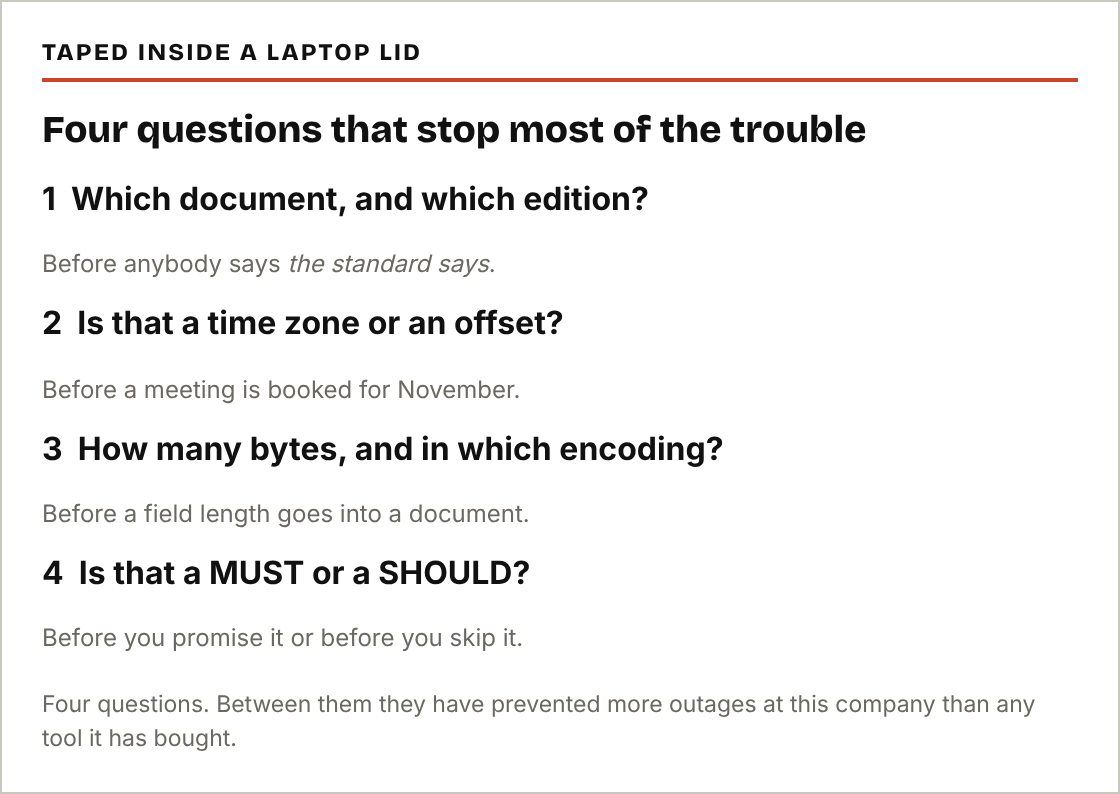 TAPED INSIDE A LAPTOP LID
Four questions that stop most of the trouble
1 Which document, and which edition?
Before anybody says the standard says.
2 Is that a time zone or an offset?
Before a meeting is booked for November.
3 How many bytes, and in which encoding?
Before a field length goes into a document.
4 Is that a MUST or a SHOULD?
Before you promise it or before you skip it.
Four questions. Between them they have prevented more outages at this company than any
tool it has bought.